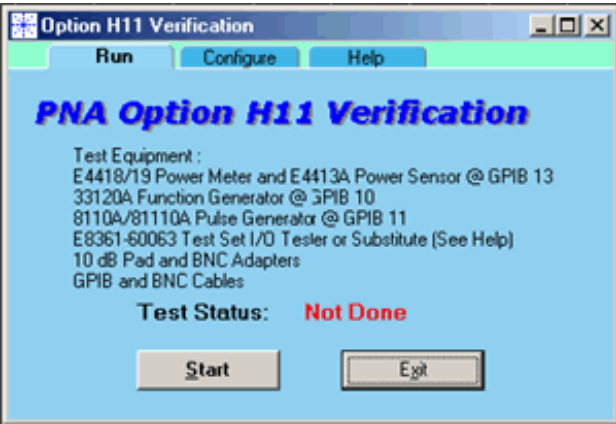 Option H11 Verification
Run Configure Help
PNA Option H11 Verification
Test Equipment :
E4418/19 Power Meter and E4413A Power Sensor @ GPIB 13
33120A Function Generator @ GPIB 10
8110A/81110A Pulse Generator @ GPIB 11
E8361-60063 Test Set I/O Tester or Substitute (See Help)
10 dB Pad and BNC Adapters
GPIB and BNC Cables
Test Status: Not Done
Start Exit